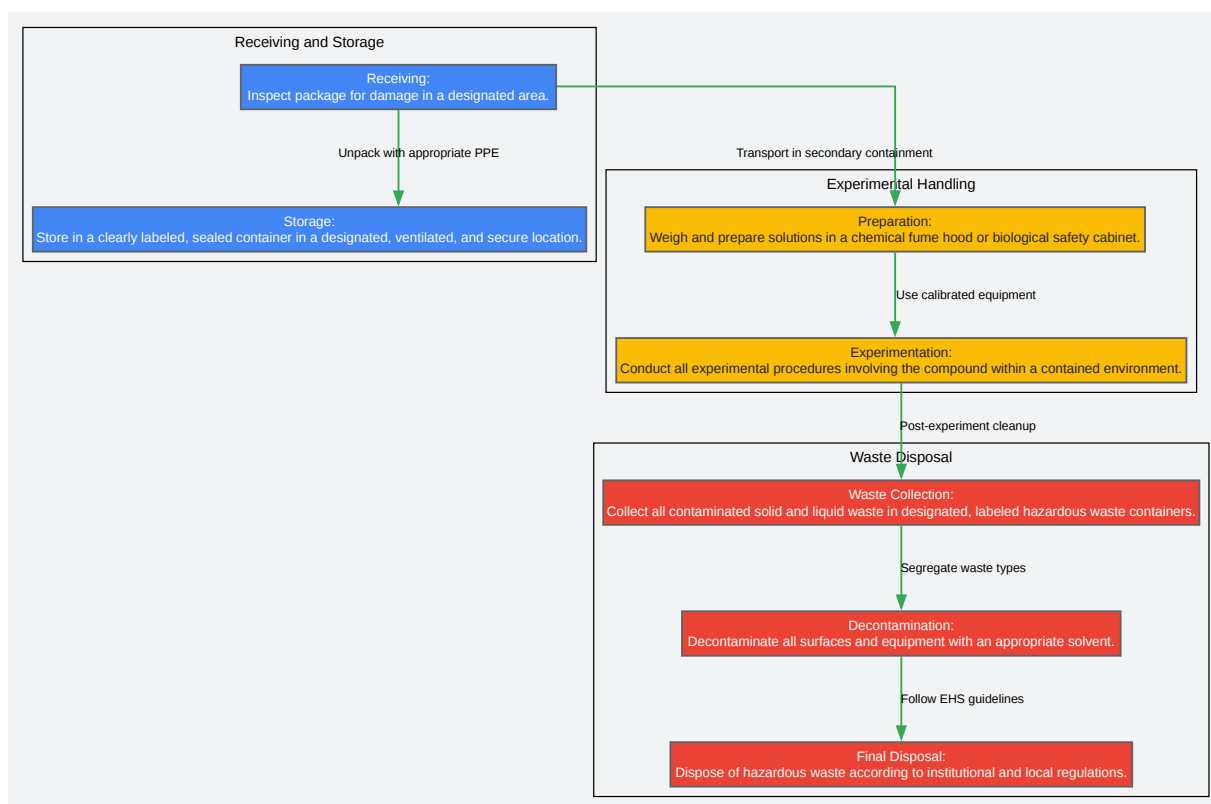 Receiving and Storage
Receiving:
Inspect package for damage in a designated area.
Unpack with appropriate PPE
Storage:
Store in a clearly labeled, sealed container in a designated, ventilated, and secure location.
Transport in secondary containment
Experimental Handling
Preparation:
Weigh and prepare solutions in a chemical fume hood or biological safety cabinet.
Use calibrated equipment
Experimentation:
Conduct all experimental procedures involving the compound within a contained environment.
Post-experiment cleanup
Waste Disposal
Waste Collection:
Collect all contaminated solid and liquid waste in designated, labeled hazardous waste containers.
Segregate waste types
Decontamination:
Decontaminate all surfaces and equipment with an appropriate solvent.
Follow EHS guidelines
Final Disposal:
Dispose of hazardous waste according to institutional and local regulations.